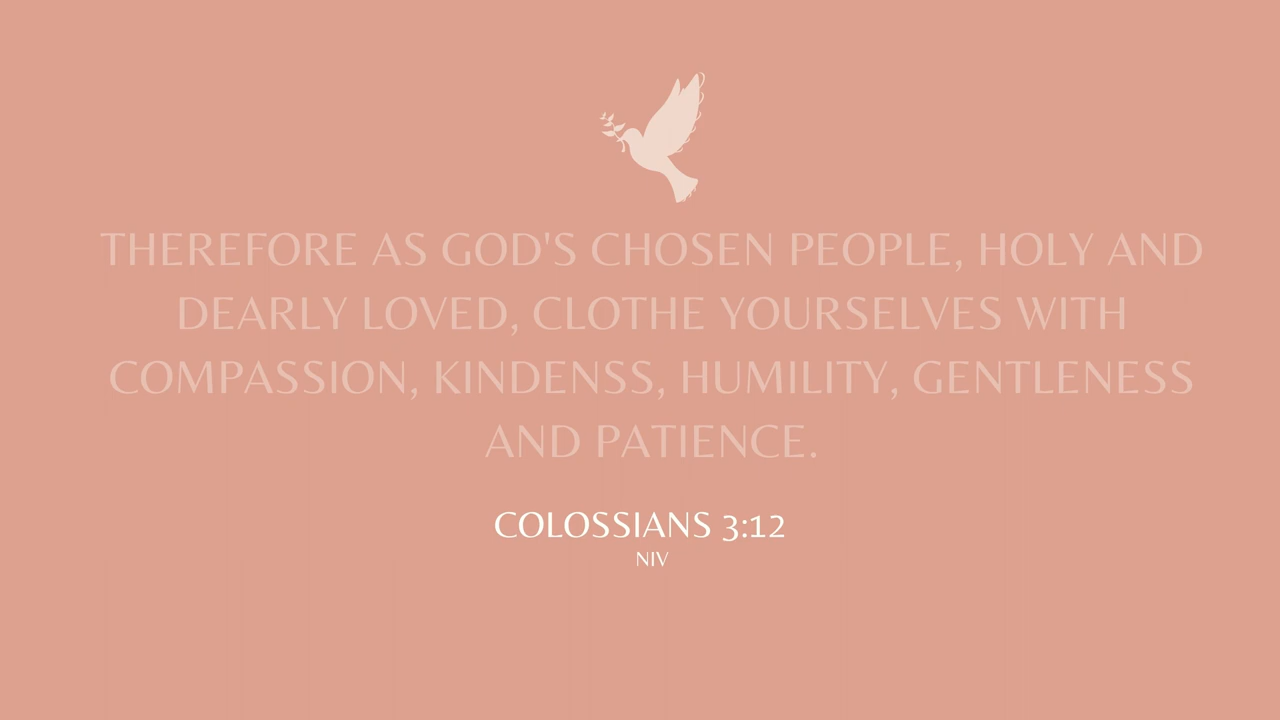 THEREFORE AS GOD'S CHOSEN PEOPLE, HOLY AND
DEARLY LOVED, CLOTHE YOURSELVES WITH
COMPASSION, KINDENSS, HUMILITY, GENTLENESS
AND PATIENCE.
COLOSSIANS 3:12
NIV